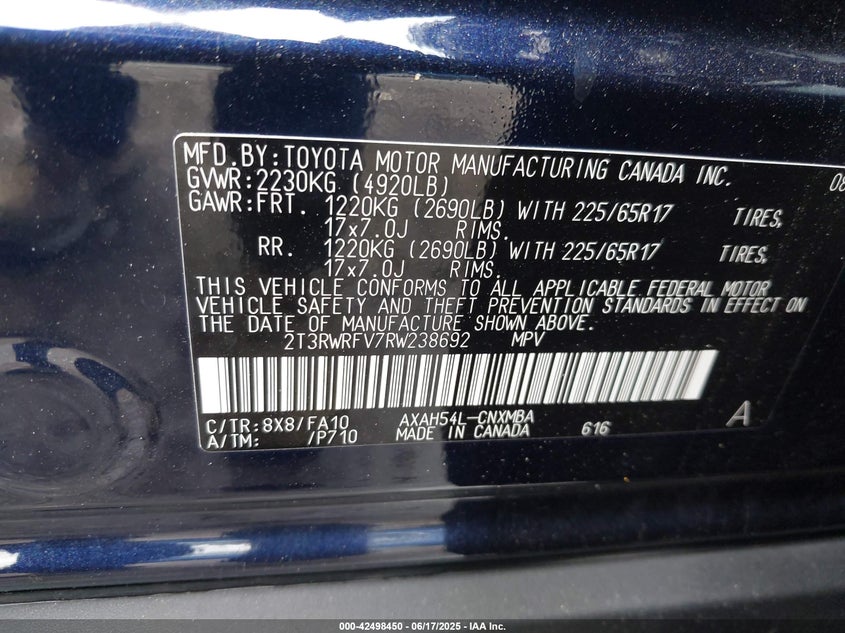 MFD.BY:TOYOTA MOTOR MANUFACTURING CANADA INC. 08
GVWR:2230KG (4920LB)
GAWR:FRT. 1220KG (2690LB) WITH 225/65R17 TIRES,
17x7.0J RIMS.
RR. 1220KG (2690LB) WITH 225/65R17 TIRES,
17x7.0J RIMS.
THIS VEHICLE CONFORMS TO ALL APPLICABLE FEDERAL MOTOR
VEHICLE SAFETY AND THEFT PREVENTION STANDARDS IN EFFECT ON
THE DATE OF MANUFACTURE SHOWN ABOVE.
2T3RWRFV7RW238692 MPV
C/TR:8X8/FA10 AXAH54L-CNXMBA A
A/TM: /P710 MADE IN CANADA 616
000-42498450 - 06/17/2025 - IAA Inc.